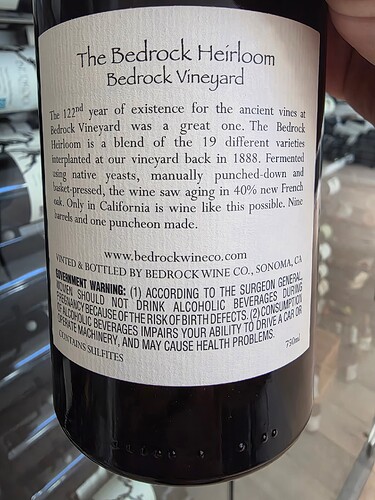 The Bedrock Heirloom
Bedrock Vineyard
The 122nd year of existence for the ancient vines at
Bedrock Vineyard was a great one. The Bedrock
Heirloom is a blend of the 19 different varieties
interplanted at our vineyard back in 1888. Fermented
using native yeasts, manually punched-down and
basket-pressed, the wine saw aging in 40% new French
oak. Only in California is wine like this possible. Nine
barrels and one puncheon made.
www.bedrockwineco.com
VINTED & BOTTLED BY BEDROCK WINE CO., SONOMA, CA
GOVERNMENT WARNING: (1) ACCORDING TO THE SURGEON GENERAL,
WOMEN SHOULD NOT DRINK ALCOHOLIC BEVERAGES DURING
PREGNANCY BECAUSE OF THE RISK OF BIRTH DEFECTS. (2) CONSUMPTION
OF ALCOHOLIC BEVERAGES IMPAIRS YOUR ABILITY TO DRIVE A CAR OR
OPERATE MACHINERY, AND MAY CAUSE HEALTH PROBLEMS.
CONTAINS SULFITES
750ml